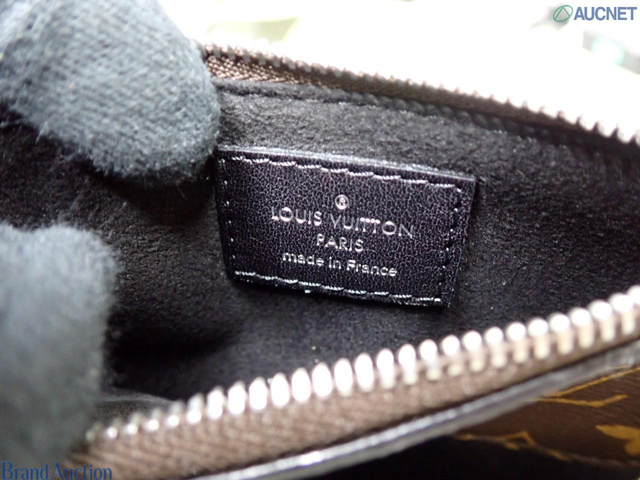 AUCNET
LOUIS VUITTON
PARIS
made in France
Brand Auction